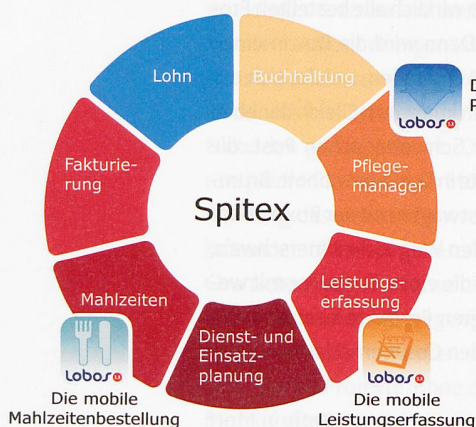 Lohn
Buchhaltung
D
P
Lobos
Fakturie-
rung
Pflege-
manager
Spitex
Mahlzeiten
Leistungs-
erfassung
Dienst- und
Einsatz-
planung
Lobos
Lobos
Die mobile
Mahlzeitenbestellung
Die mobile
Leistungserfassung